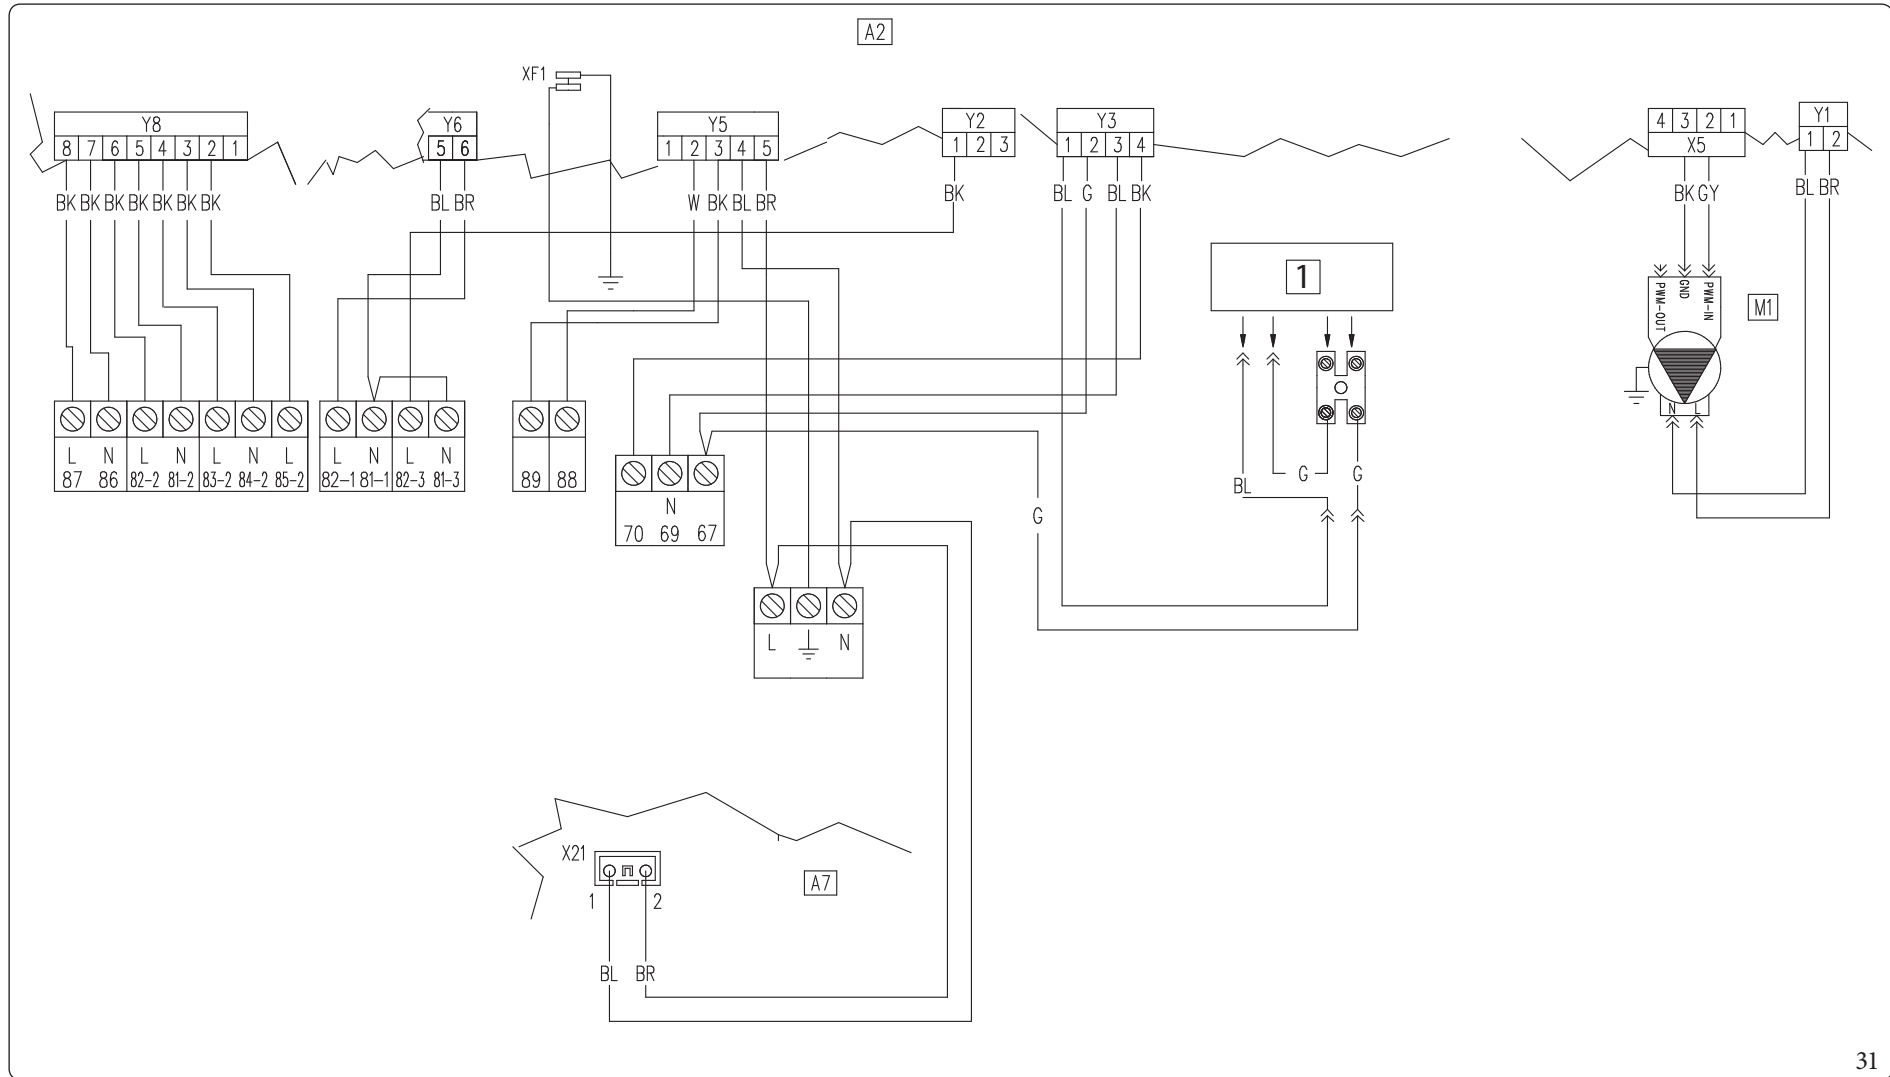 A2
XF1
Y8
8 7 6 5 4 3 2 1
Y6
5 6
Y5
1 2 3 4 5
Y2
1 2 3
Y3
1 2 3 4
4 3 2 1
X5
Y1
1 2
BK BK BK BK BK BK BK
BL BR
W BK BL BR
BK
BL G BL BK
BK GY
BL BR
1
PWM-OUT
GND
PWM-IN
M1
N L
L N L N L N L
87 86 82-2 81-2 83-2 84-2 85-2
L N L N
82-1 81-1 82-3 81-3
89 88
N
70 69 67
G
BL
G
G
L N
X21
1 2
A7
BL BR
31